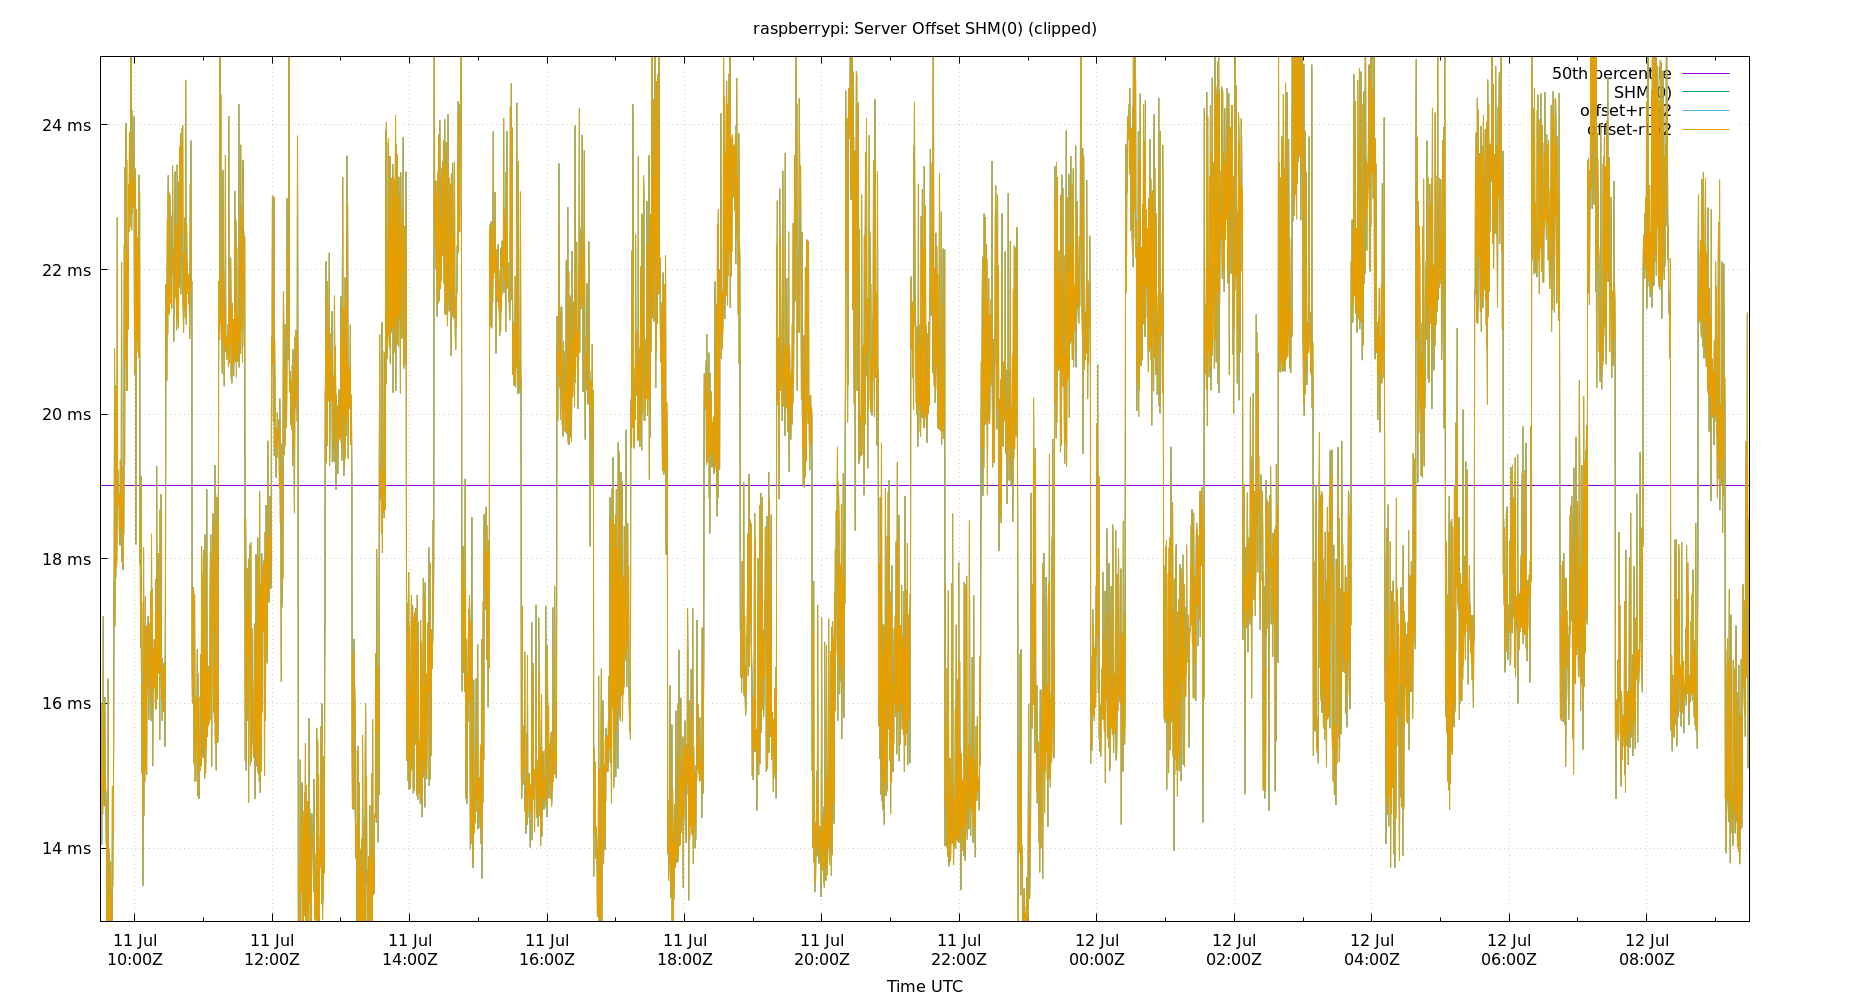 raspberrypi: Server Offset SHM(0) (clipped)
50th percentile
SHM(0)
offset+rtt/2
offset-rtt/2
24 ms
22 ms
20 ms
18 ms
16 ms
14 ms
11 Jul 11 Jul 11 Jul 11 Jul 11 Jul 11 Jul 11 Jul 12 Jul 12 Jul 12 Jul 12 Jul 12 Jul
10:00Z 12:00Z 14:00Z 16:00Z 18:00Z 20:00Z 22:00Z 00:00Z 02:00Z 04:00Z 06:00Z 08:00Z
Time UTC